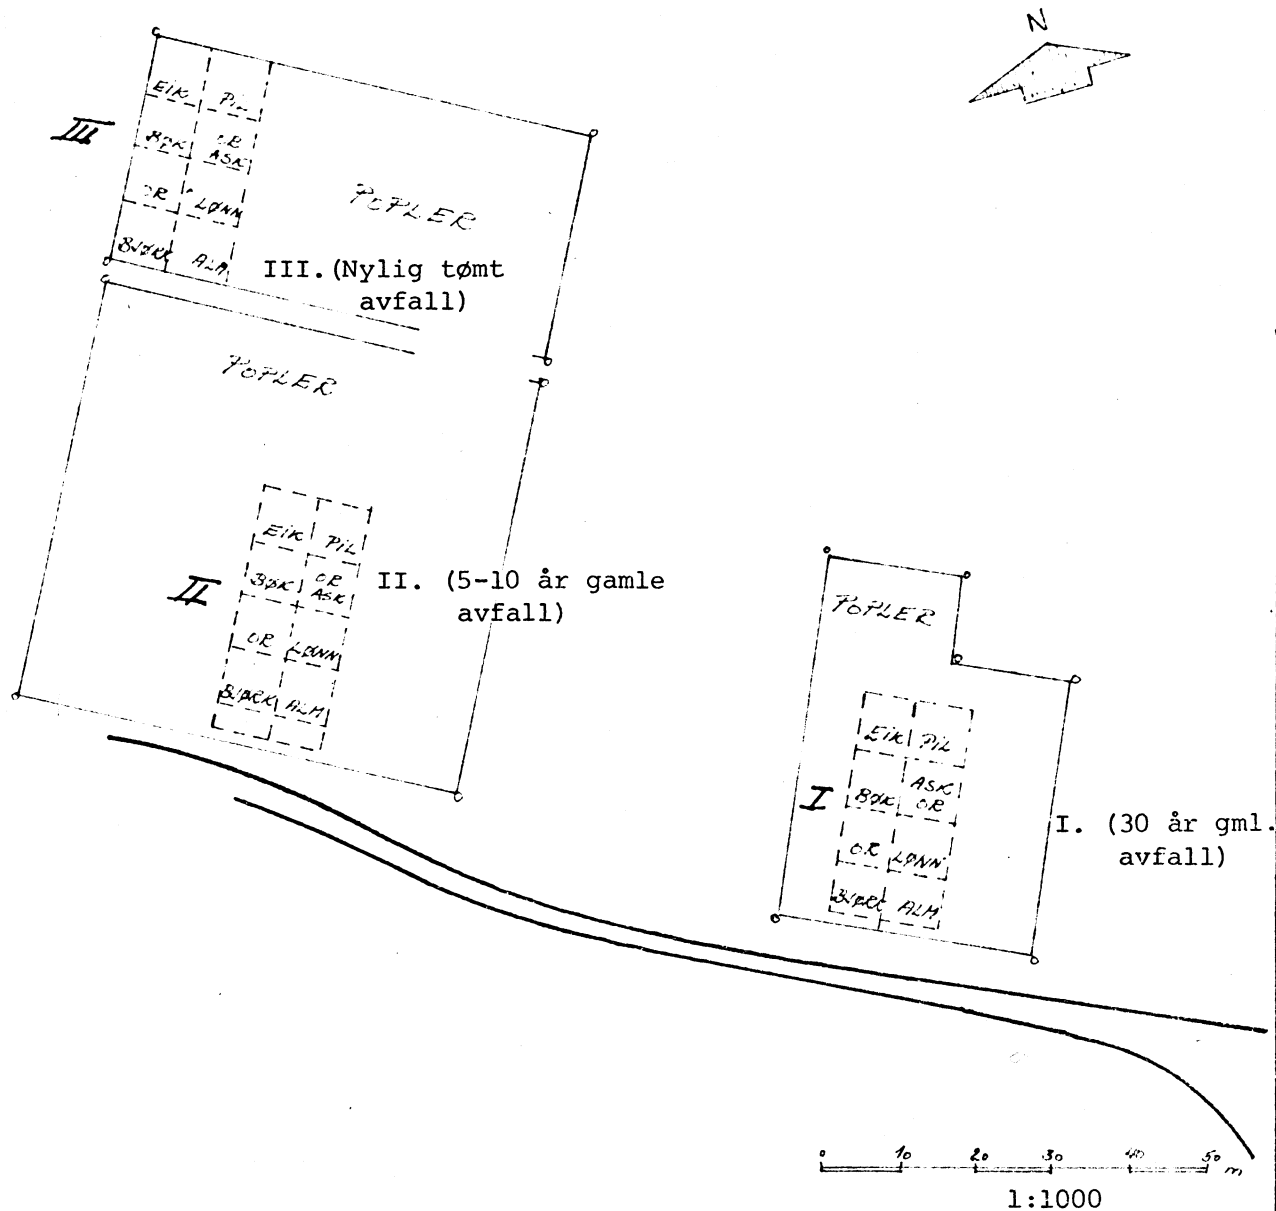 N
III
EIK PIL
BØK OR
ASK
OR LØNN
BJØRK ALM
POPLER
III. (Nylig tømt
avfall)
POPLER
II
EIK PIL
BØK OR
ASK
OR LØNN
BJØRK ALM
II. (5-10 år gamle
avfall)
POPLER
I
EIK PIL
BØK ASK
OR
OR LØNN
BJØRK ALM
I. (30 år gml.
avfall)
0 10 20 30 40 50 m
1:1000